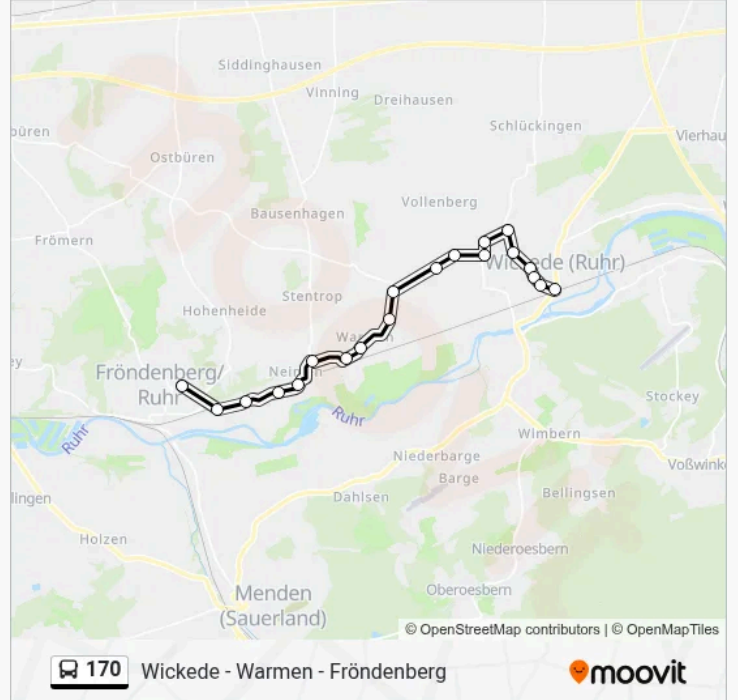 Siddinghausen
Vinning
Dreihausen
Schlückingen
büren
Vierhau
Ostbüren
Vollenberg
Bausenhagen
Frömern
Wickede (Ruhr)
Stentrop
Hohenheide
ey
Fröndenberg/
Ruhr
Stockey
Ruhr
Ruhr
Wimbern
Niederbarge
Voßwink
Barge
Bellingsen
llingen
Dahlsen
Holzen
Niederoesbern
Oberoesbern
Menden
(Sauerland)
© OpenStreetMap contributors | © OpenMapTiles
170 Wickede - Warmen - Fröndenberg
moovit